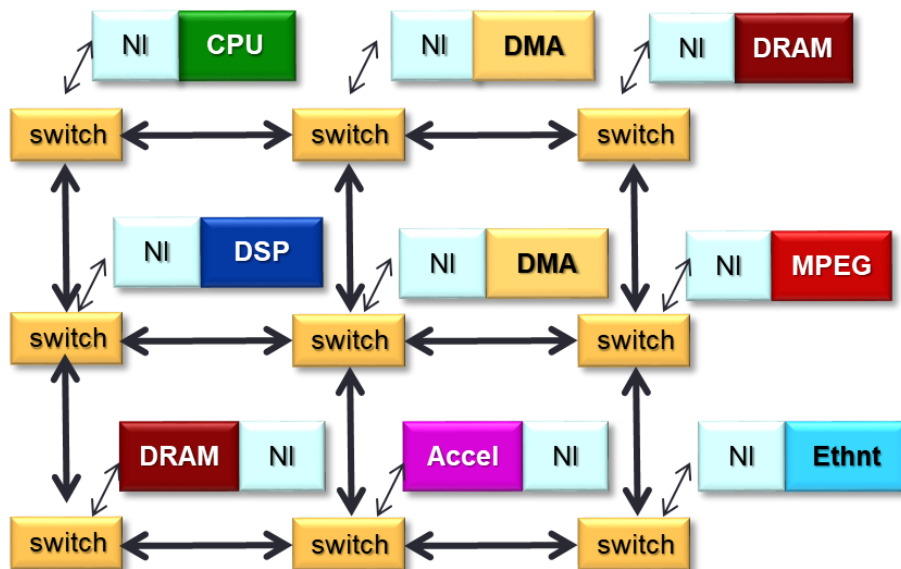 NI CPU NI DMA NI DRAM
switch switch switch
NI DSP NI DMA NI MPEG
switch switch switch
DRAM NI Accel NI NI Ethnt
switch switch switch